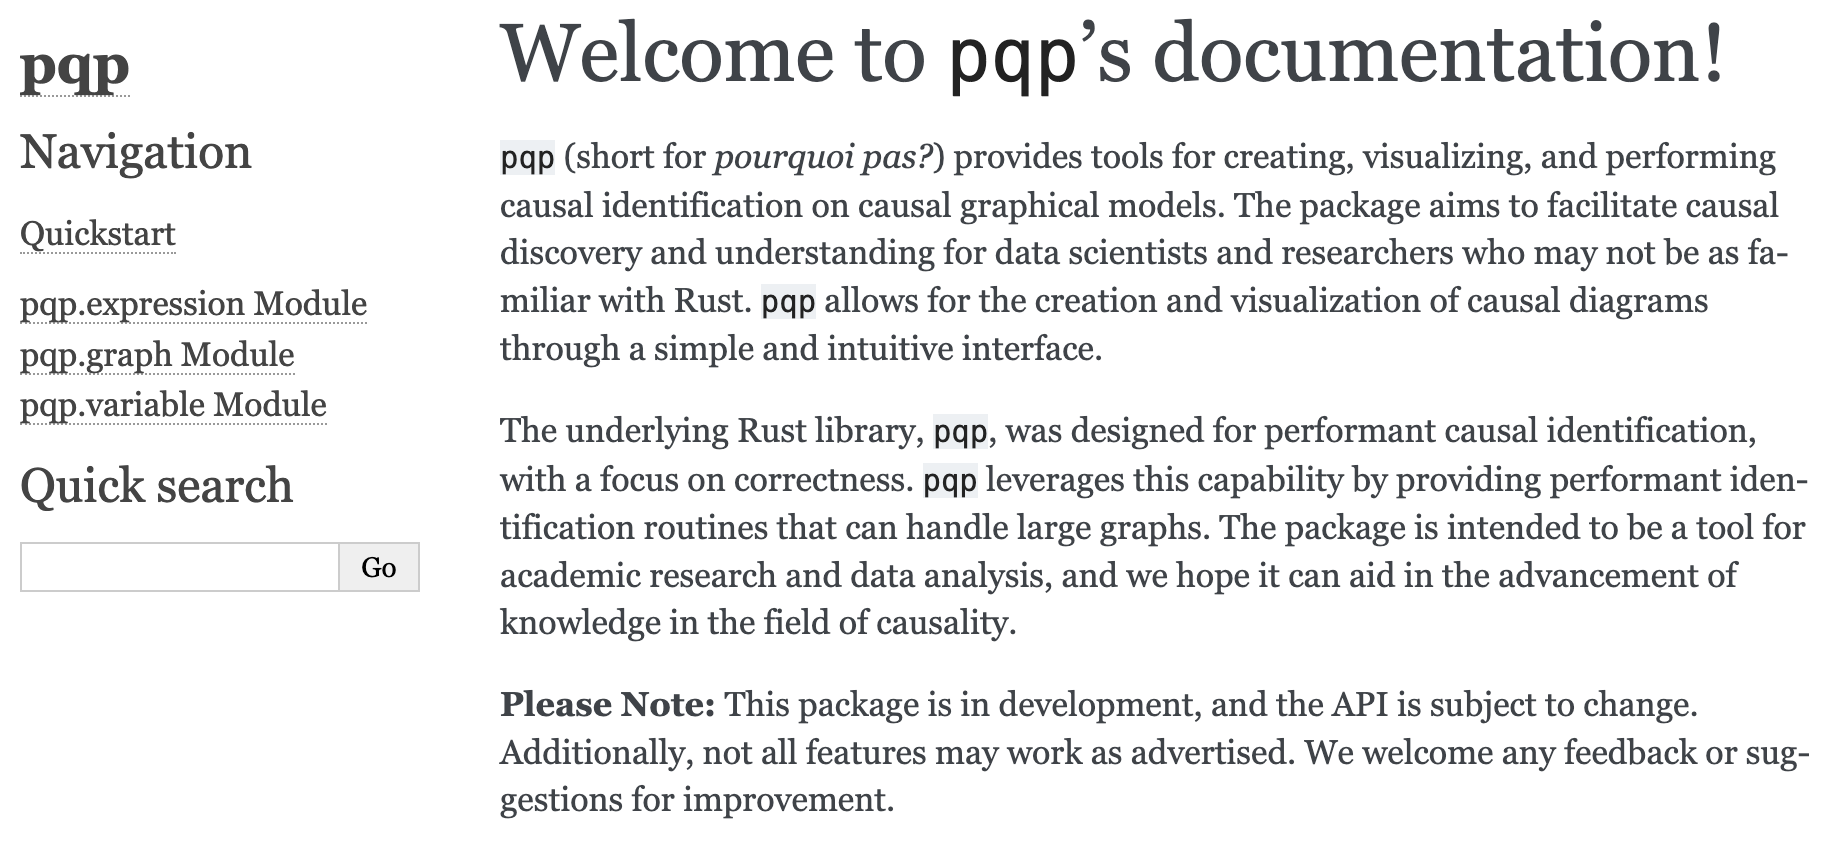 pqp
Navigation
Quickstart
pqp.expression Module
pqp.graph Module
pqp.variable Module
Quick search
Go
Welcome to pqp’s documentation!
pqp (short for pourquoi pas?) provides tools for creating, visualizing, and performing
causal identification on causal graphical models. The package aims to facilitate causal
discovery and understanding for data scientists and researchers who may not be as fa-
miliar with Rust. pqp allows for the creation and visualization of causal diagrams
through a simple and intuitive interface.
The underlying Rust library, pqp, was designed for performant causal identification,
with a focus on correctness. pqp leverages this capability by providing performant iden-
tification routines that can handle large graphs. The package is intended to be a tool for
academic research and data analysis, and we hope it can aid in the advancement of
knowledge in the field of causality.
Please Note: This package is in development, and the API is subject to change.
Additionally, not all features may work as advertised. We welcome any feedback or sug-
gestions for improvement.